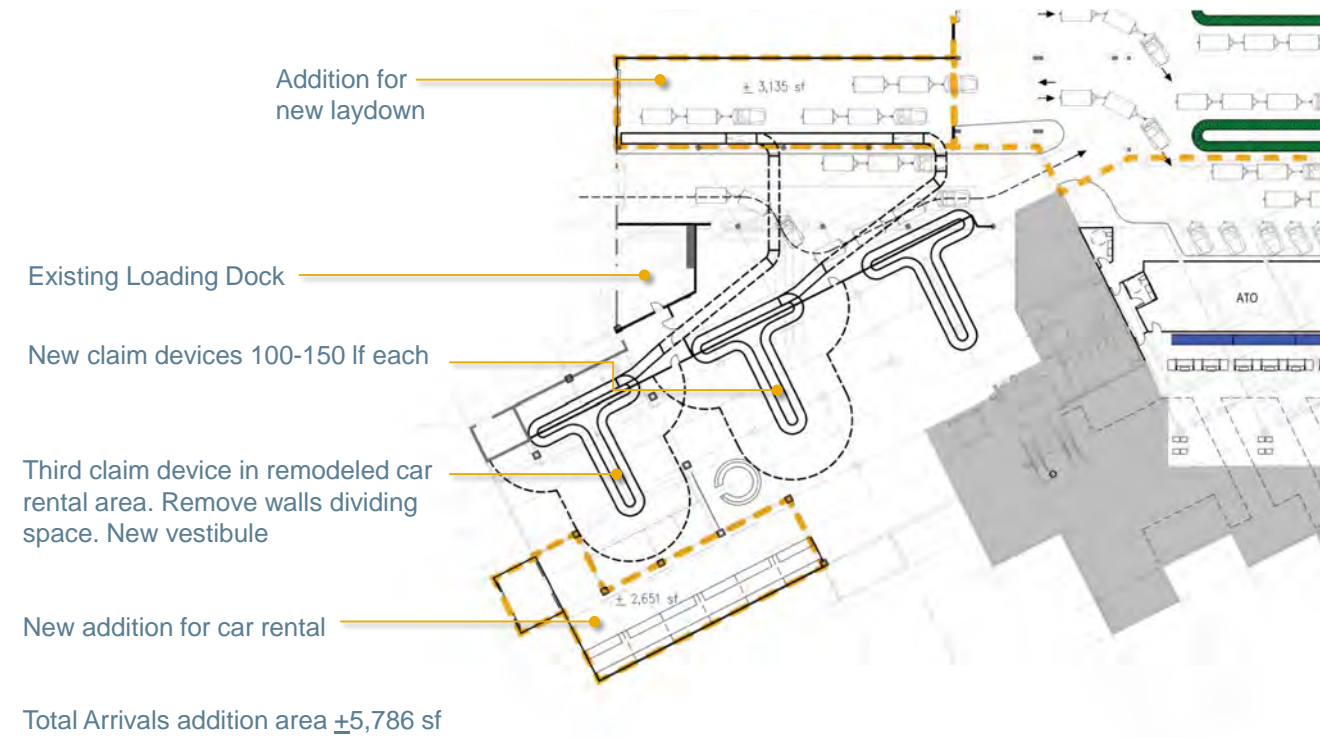 Addition for
new laydown
± 3,135 sf
Existing Loading Dock
ATO
New claim devices 100-150 lf each
Third claim device in remodeled car
rental area. Remove walls dividing
space. New vestibule
± 2,651 sf
New addition for car rental
Total Arrivals addition area ±5,786 sf